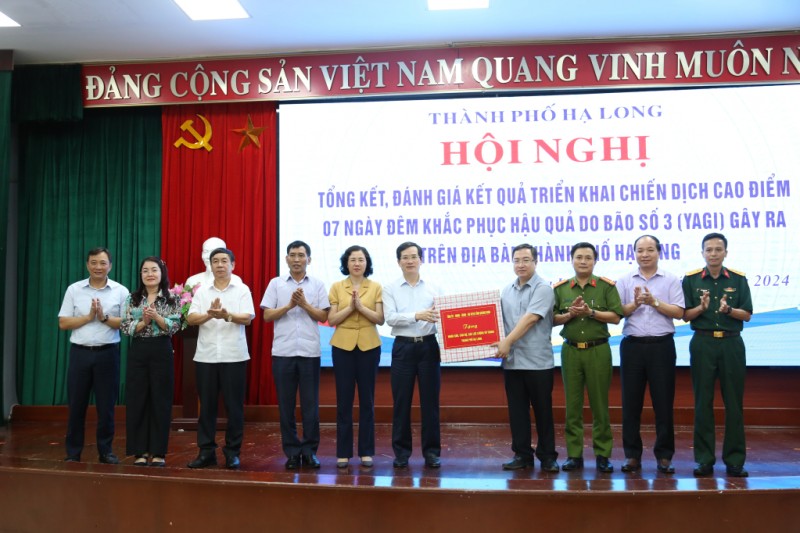 ĐẢNG CỘNG SẢN VIỆT NAM QUANG VINH MUÔN N
THÀNH PHỐ HẠ LONG
HỘI NGHỊ
TỔNG KẾT, ĐÁNH GIÁ KẾT QUẢ TRIỂN KHAI CHIẾN DỊCH CAO ĐIỂM
07 NGÀY ĐÊM KHẮC PHỤC HẬU QUẢ DO BÃO SỐ 3 (YAGI) GÂY RA
TRÊN ĐỊA BÀN THÀNH PHỐ HẠ LONG
2024